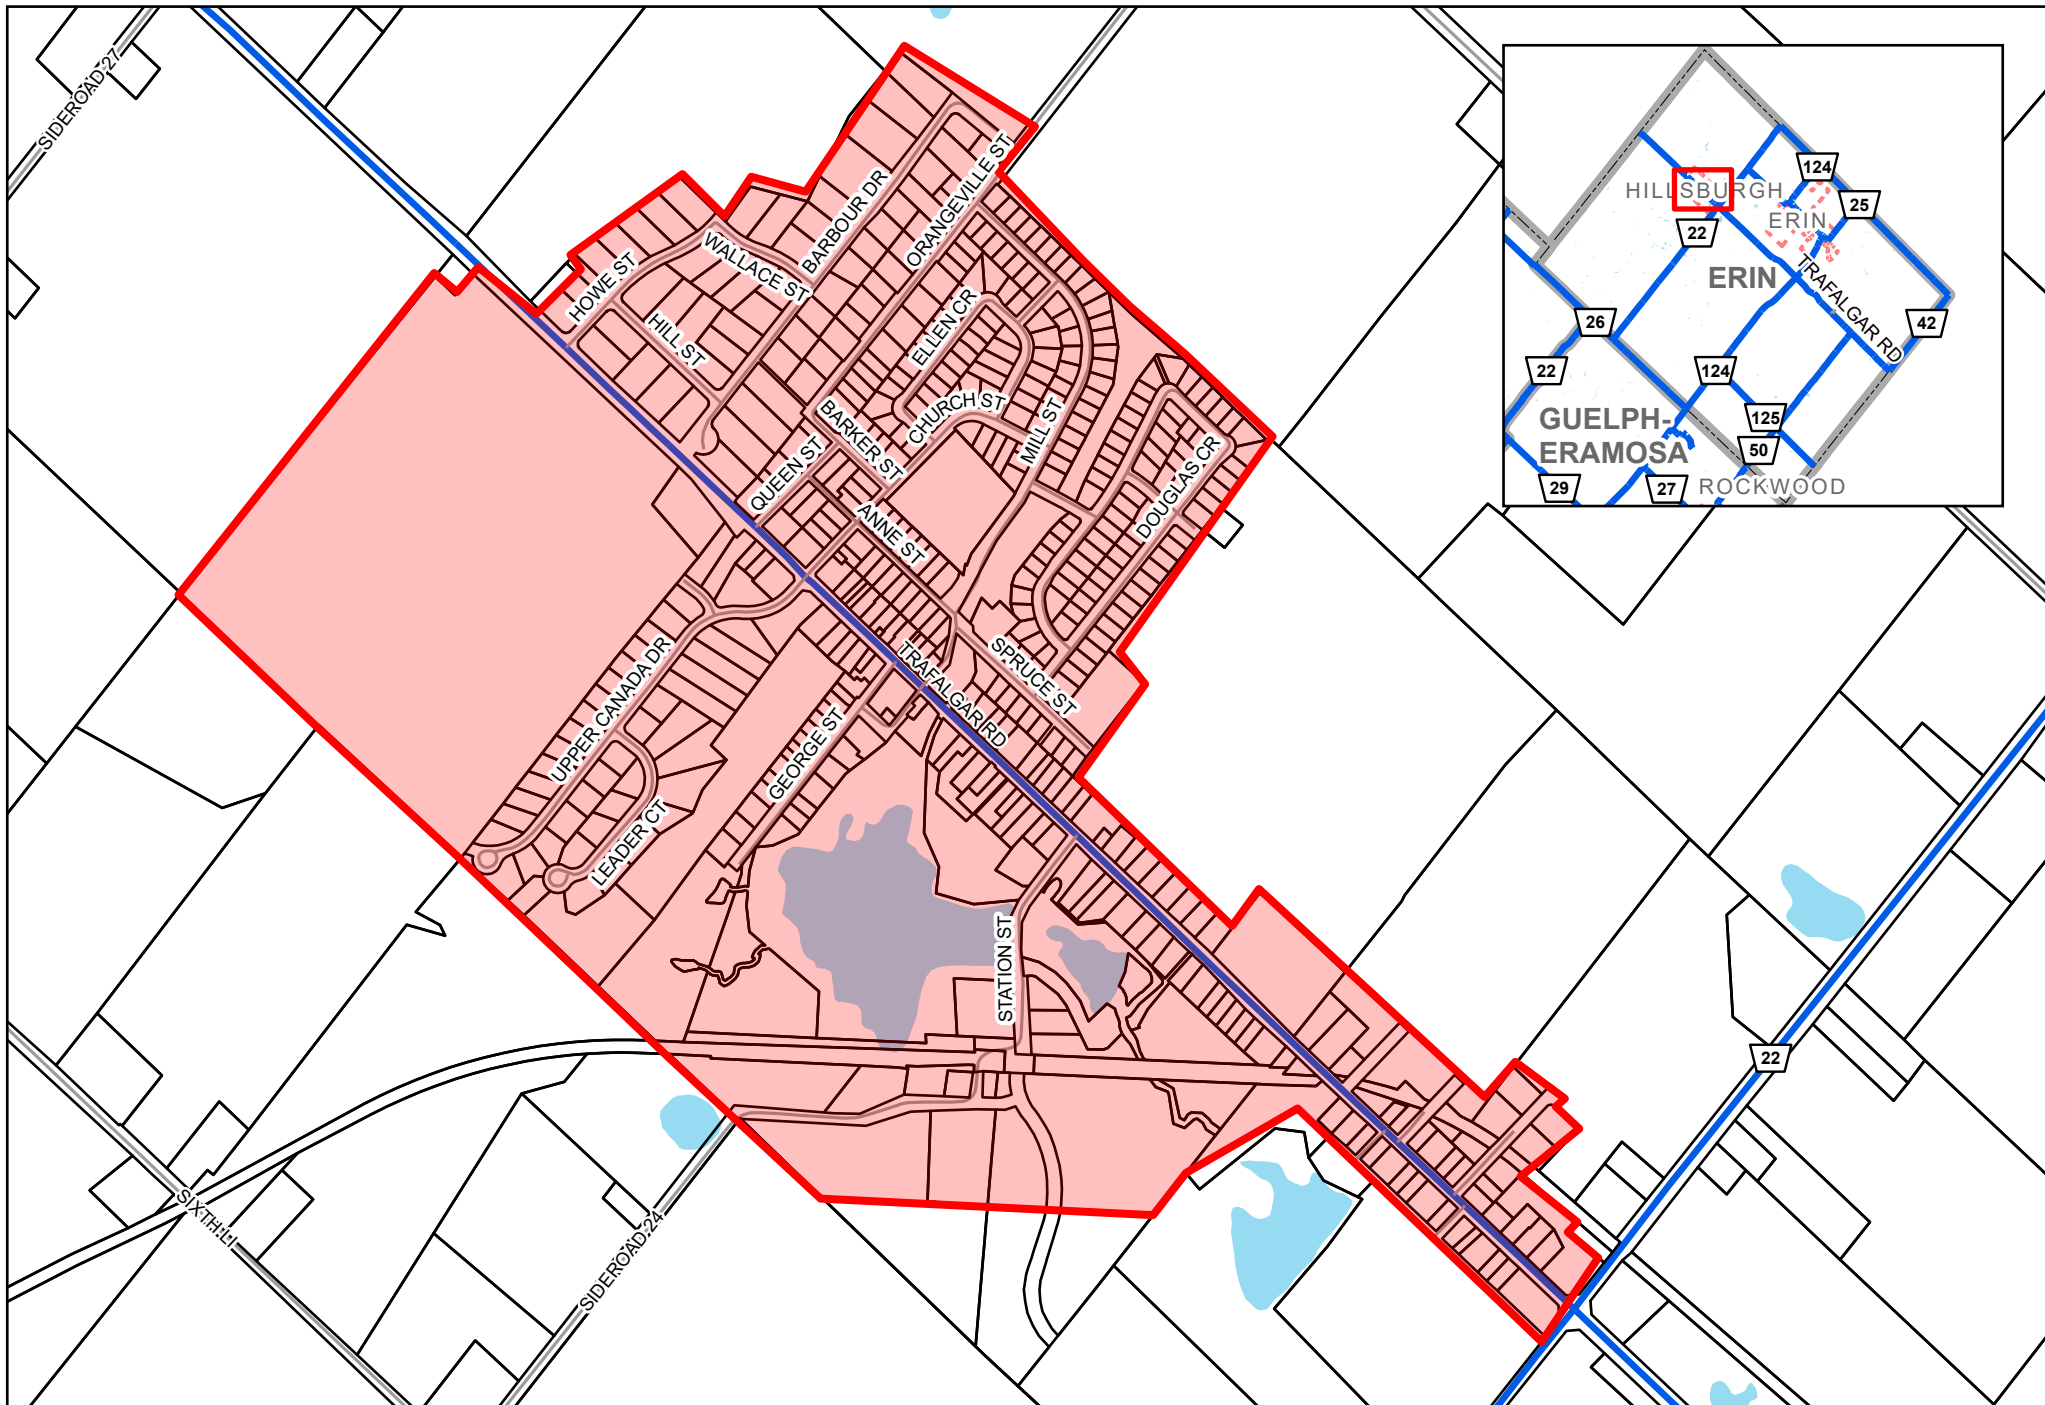 SIDEROAD 27
HOWE ST
WALLACE ST
BARBOUR DR
ORANGEVILLE ST
HILL ST
ELLEN CR
CHURCH ST
BARKER ST
QUEEN ST
MILL ST
ANNE ST
DOUGLAS CR
UPPER CANADA DR
SPRUCE ST
TRAFALGAR RD
GEORGE ST
LEADER CT
STATION ST
SIXTH LI
SIDEROAD 24
22
124
HILLSBURGH
25
ERIN
22
ERIN
TRAFALGAR RD
26
42
22
124
GUELPH-
ERAMOSA
125
50
29
27
ROCKWOOD